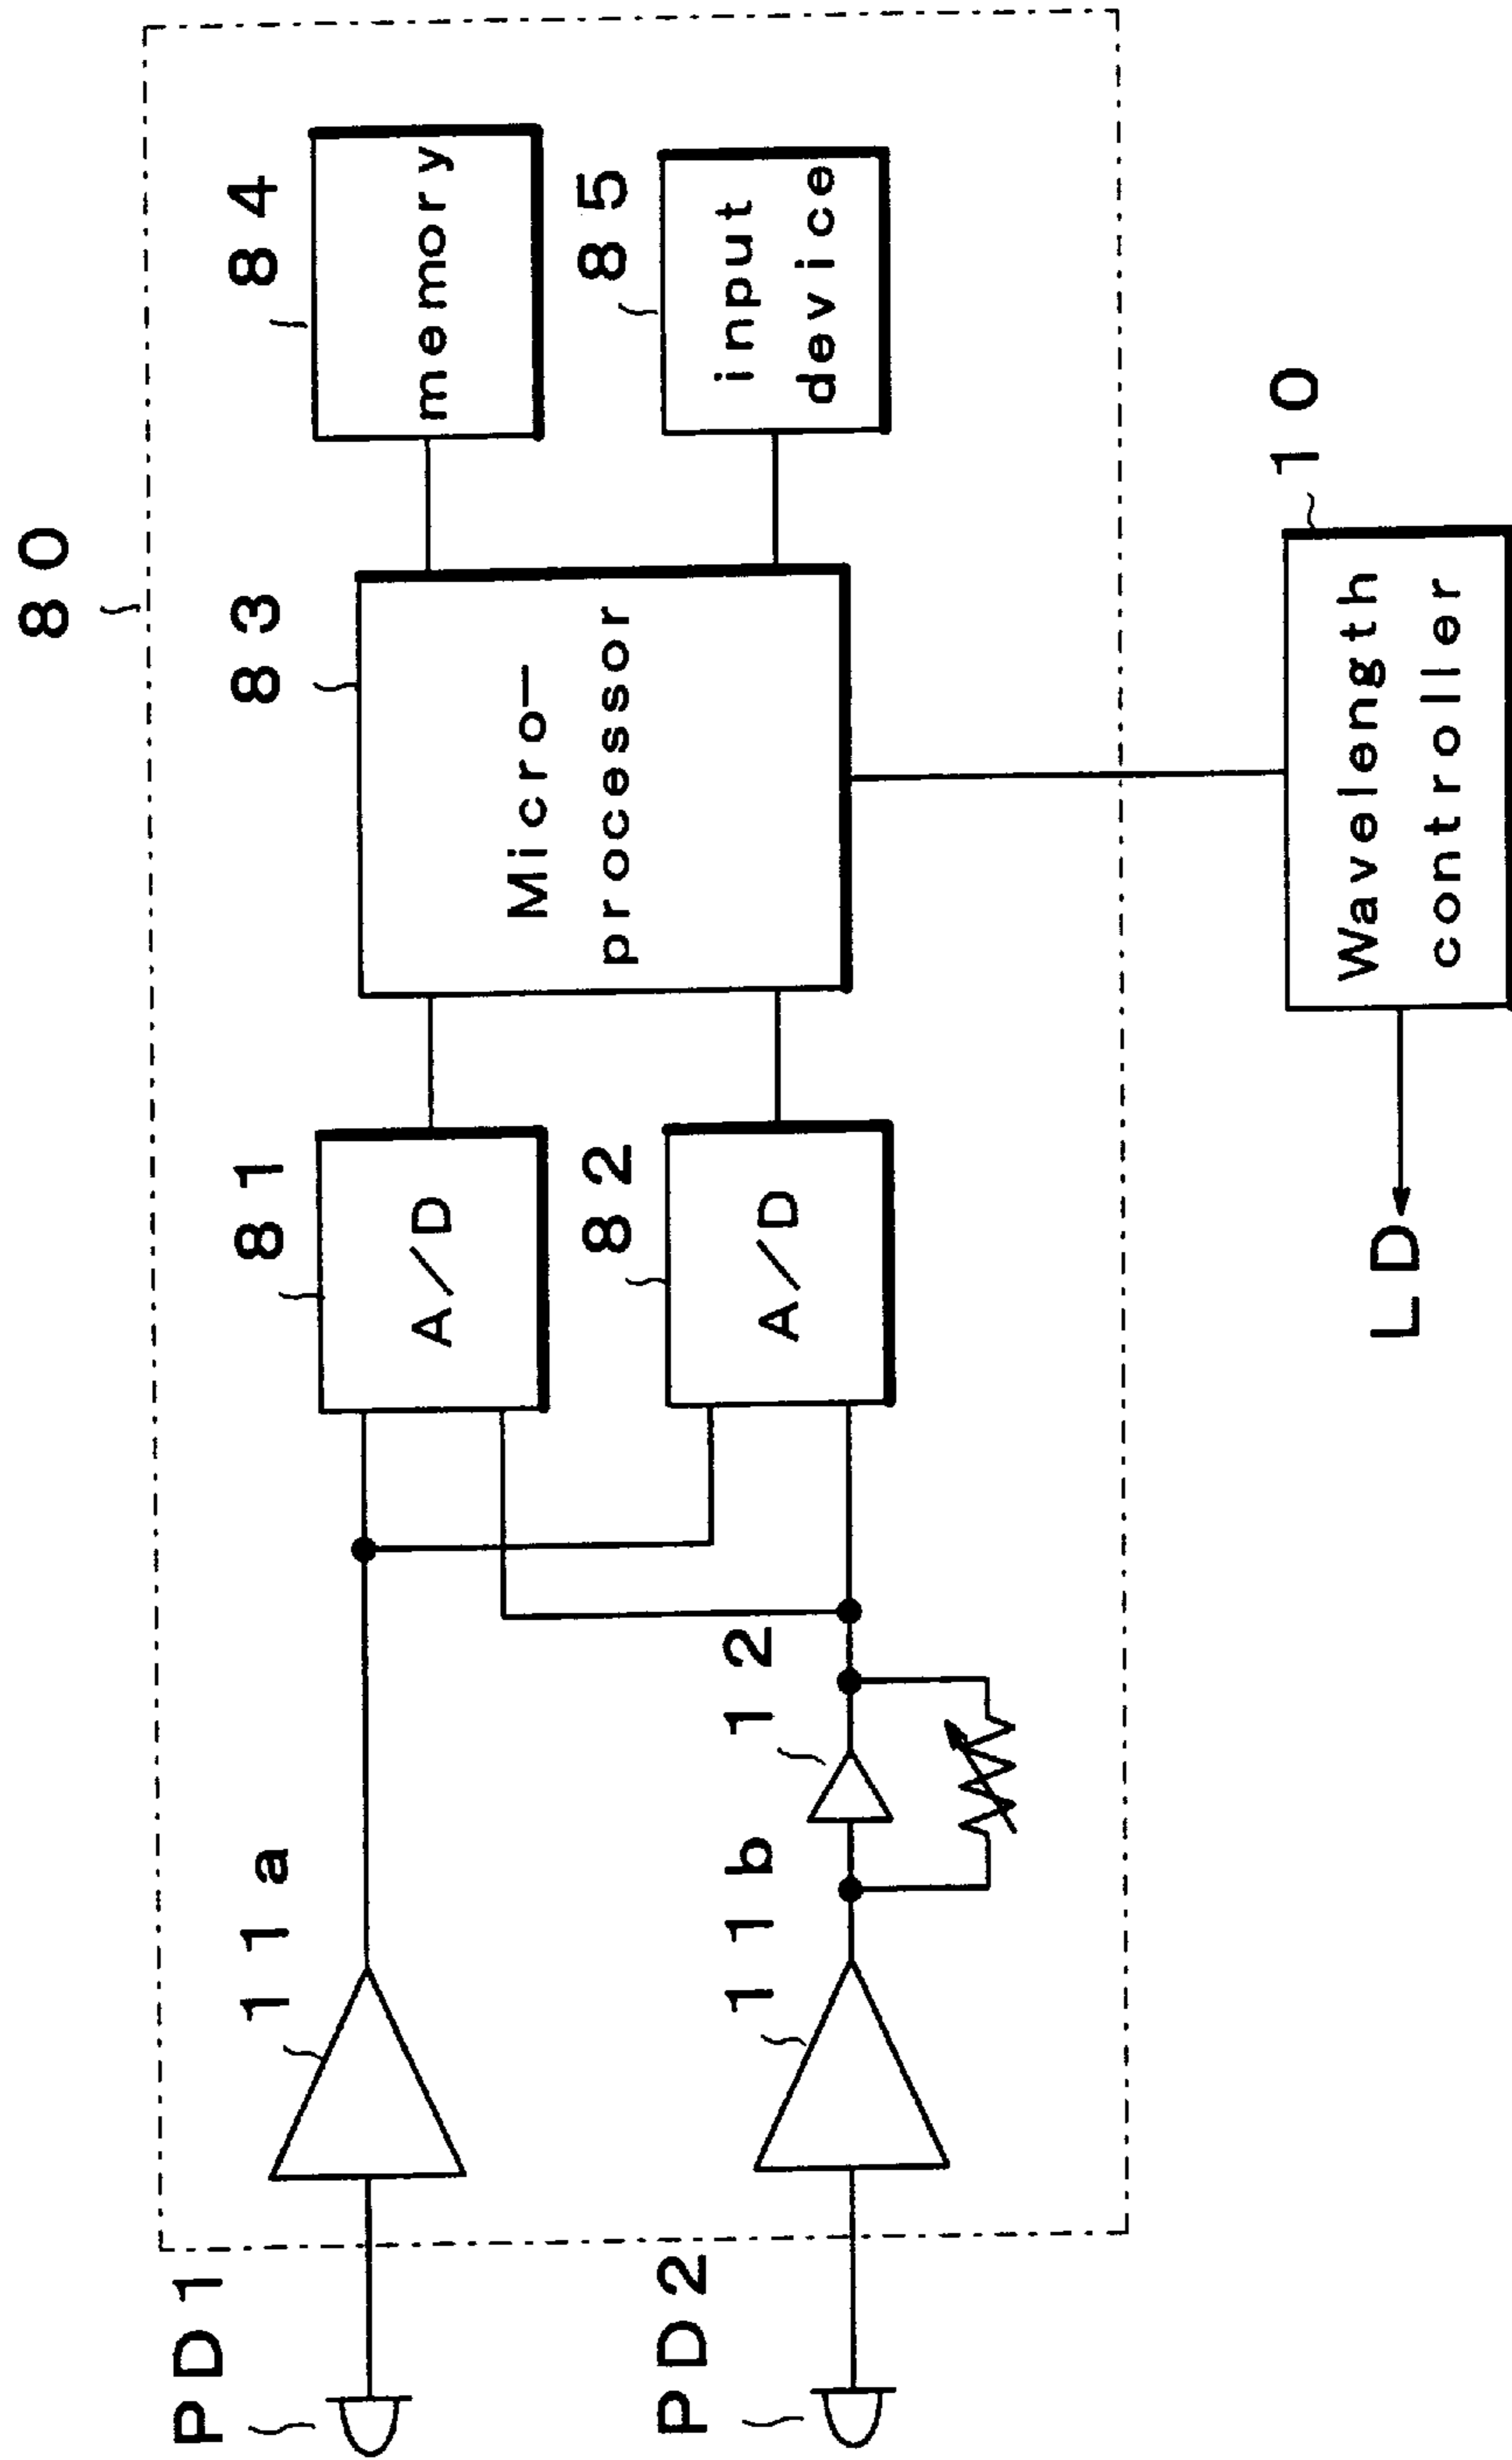 80
84
memory
83
Micro-
processor
85
input
device
81
A/D
82
A/D
11a
12
11b
PD1
PD2
10
Wavelength
controller
LD